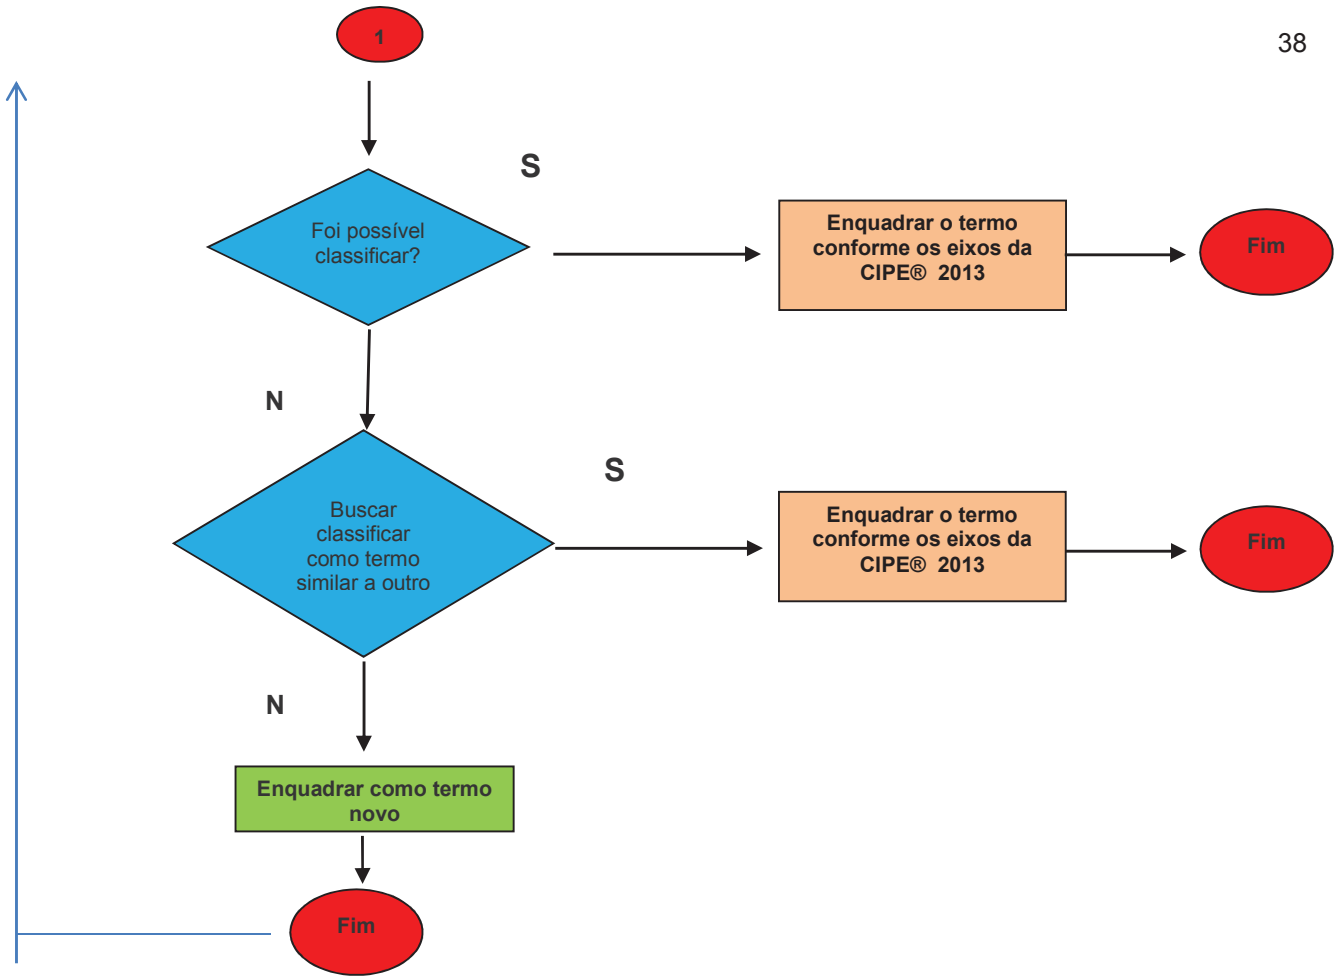 38
1
S
Foi possível
classificar?
Enquadrar o termo
conforme os eixos da
CIPE® 2013
Fim
N
S
Buscar
classificar
como termo
similar a outro
Enquadrar o termo
conforme os eixos da
CIPE® 2013
Fim
N
Enquadrar como termo
novo
Fim